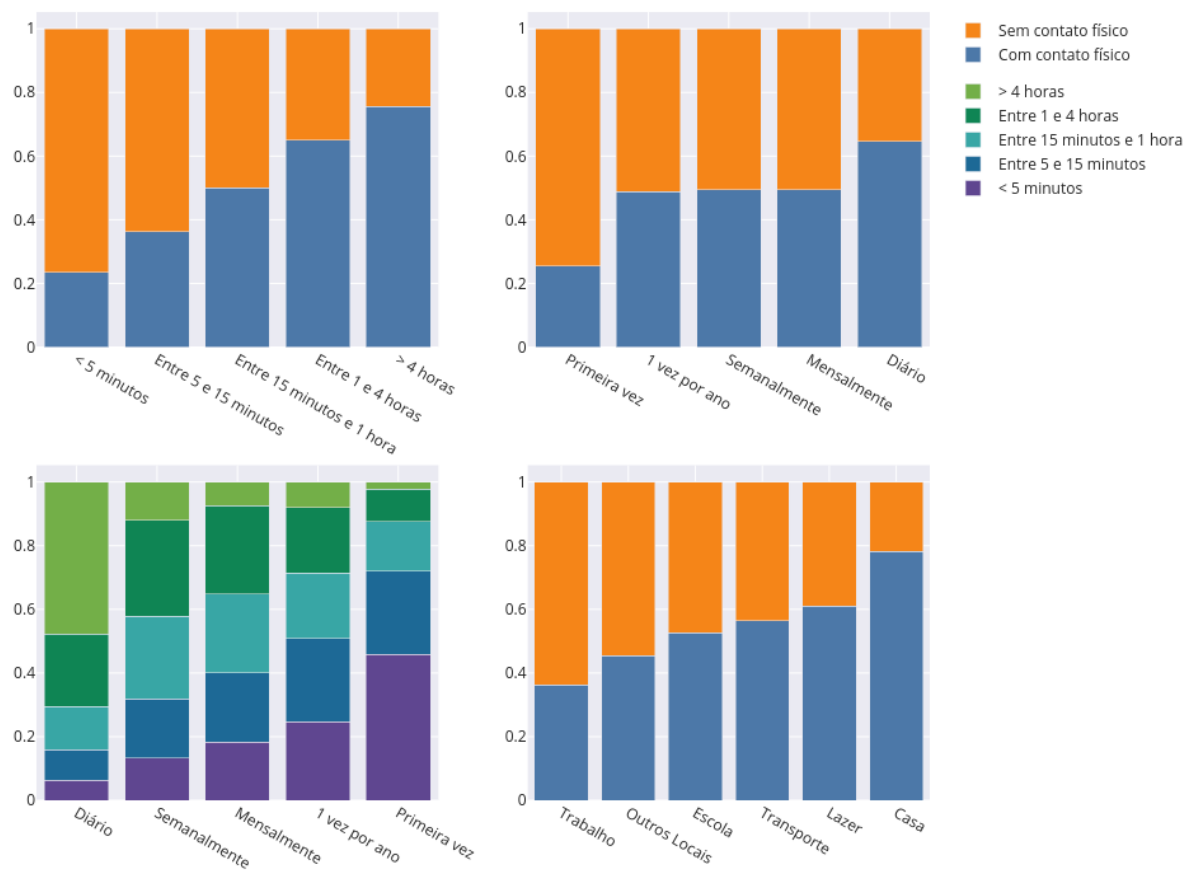 1
0.8
0.6
0.4
0.2
0
< 5 minutos
Entre 5 e 15 minutos
Entre 15 minutos e 1 hora
Entre 1 e 4 horas
> 4 horas
1
0.8
0.6
0.4
0.2
0
Primeira vez
1 vez por ano
Semanalmente
Mensalmente
Diário
Sem contato físico
Com contato físico
> 4 horas
Entre 1 e 4 horas
Entre 15 minutos e 1 hora
Entre 5 e 15 minutos
< 5 minutos
1
0.8
0.6
0.4
0.2
0
Diário
Semanalmente
Mensalmente
1 vez por ano
Primeira vez
1
0.8
0.6
0.4
0.2
0
Trabalho
Outros Locais
Escola
Transporte
Lazer
Casa